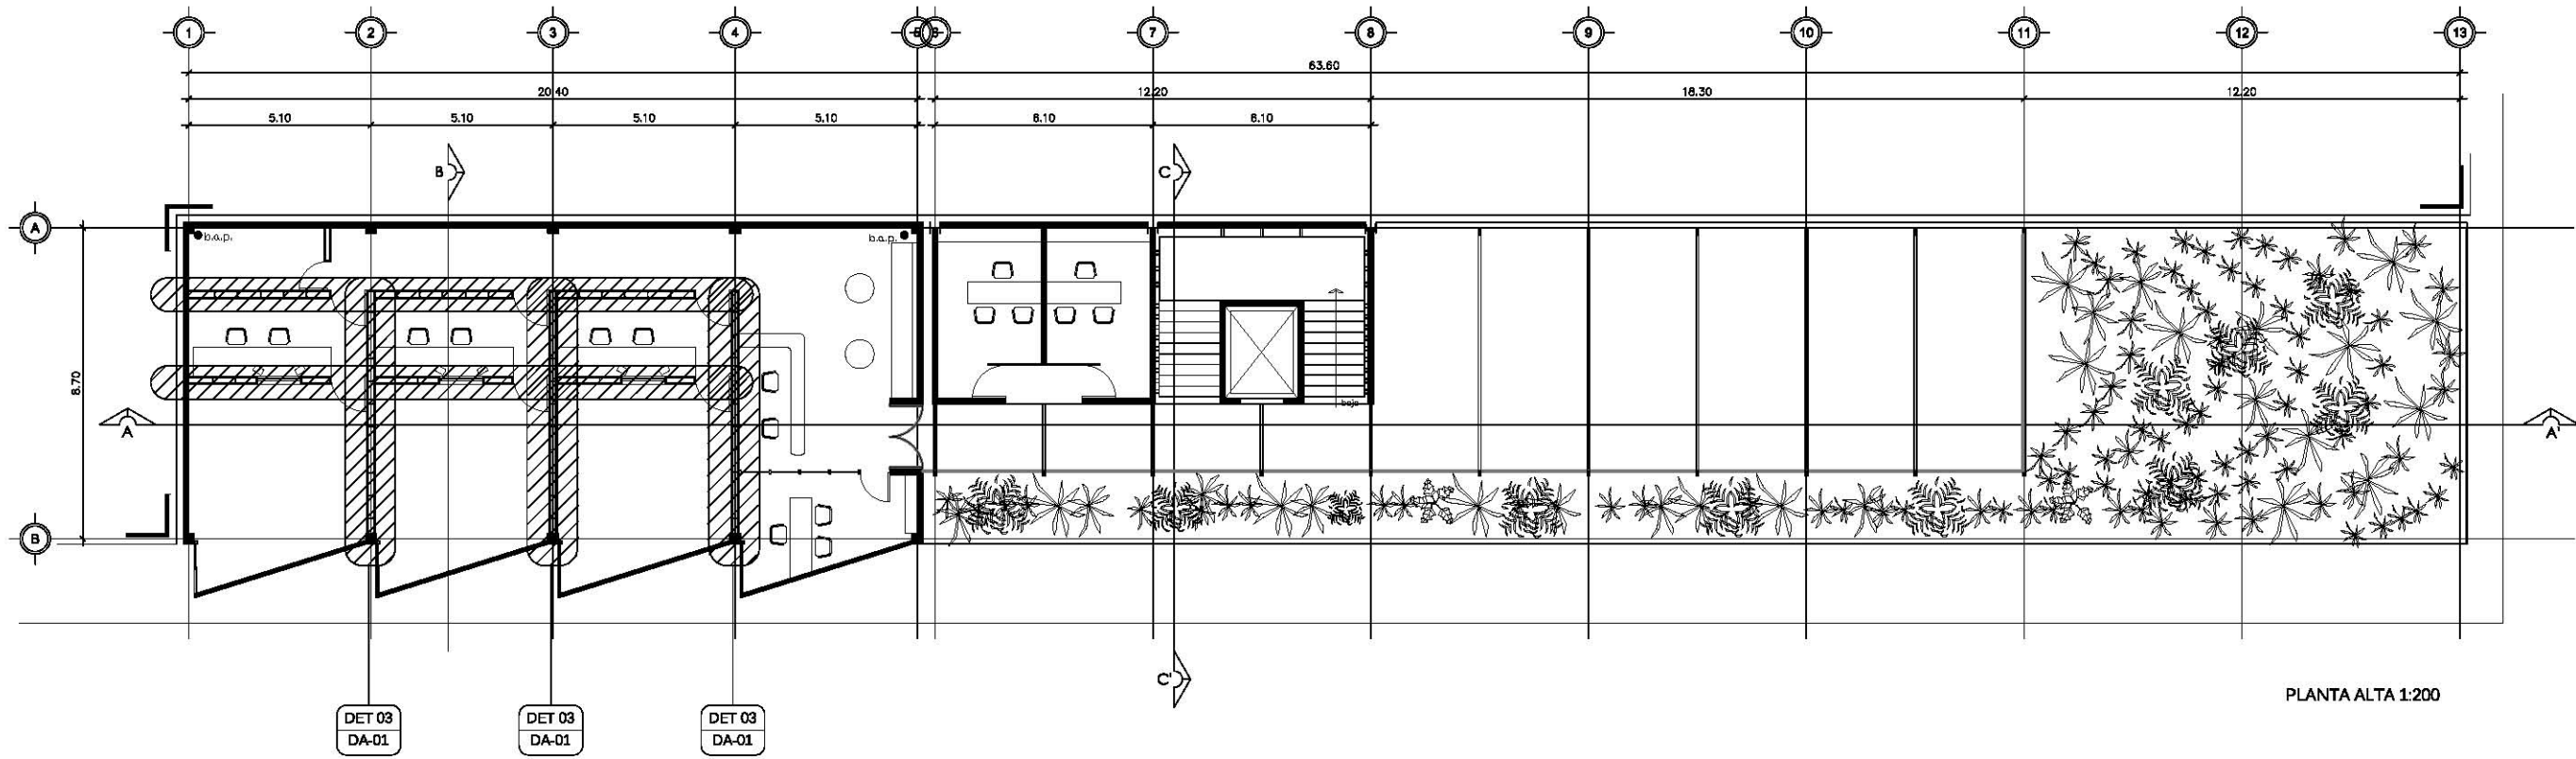 1 2 3 4 5 6 7 8 9 10 11 12 13
63.60
20.40 12.20 18.30 12.20
5.10 5.10 5.10 5.10 6.10 6.10
B C
A
b.a.p. b.a.p.
8.70
baja
A A'
B
C'
DET 03 DET 03 DET 03
DA-01 DA-01 DA-01
PLANTA ALTA 1:200